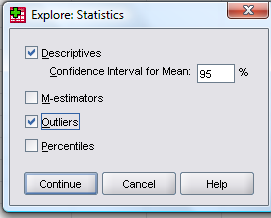 Explore: Statistics
Descriptives
Confidence Interval for Mean: 95 %
M-estimators
Outliers
Percentiles
Continue Cancel Help